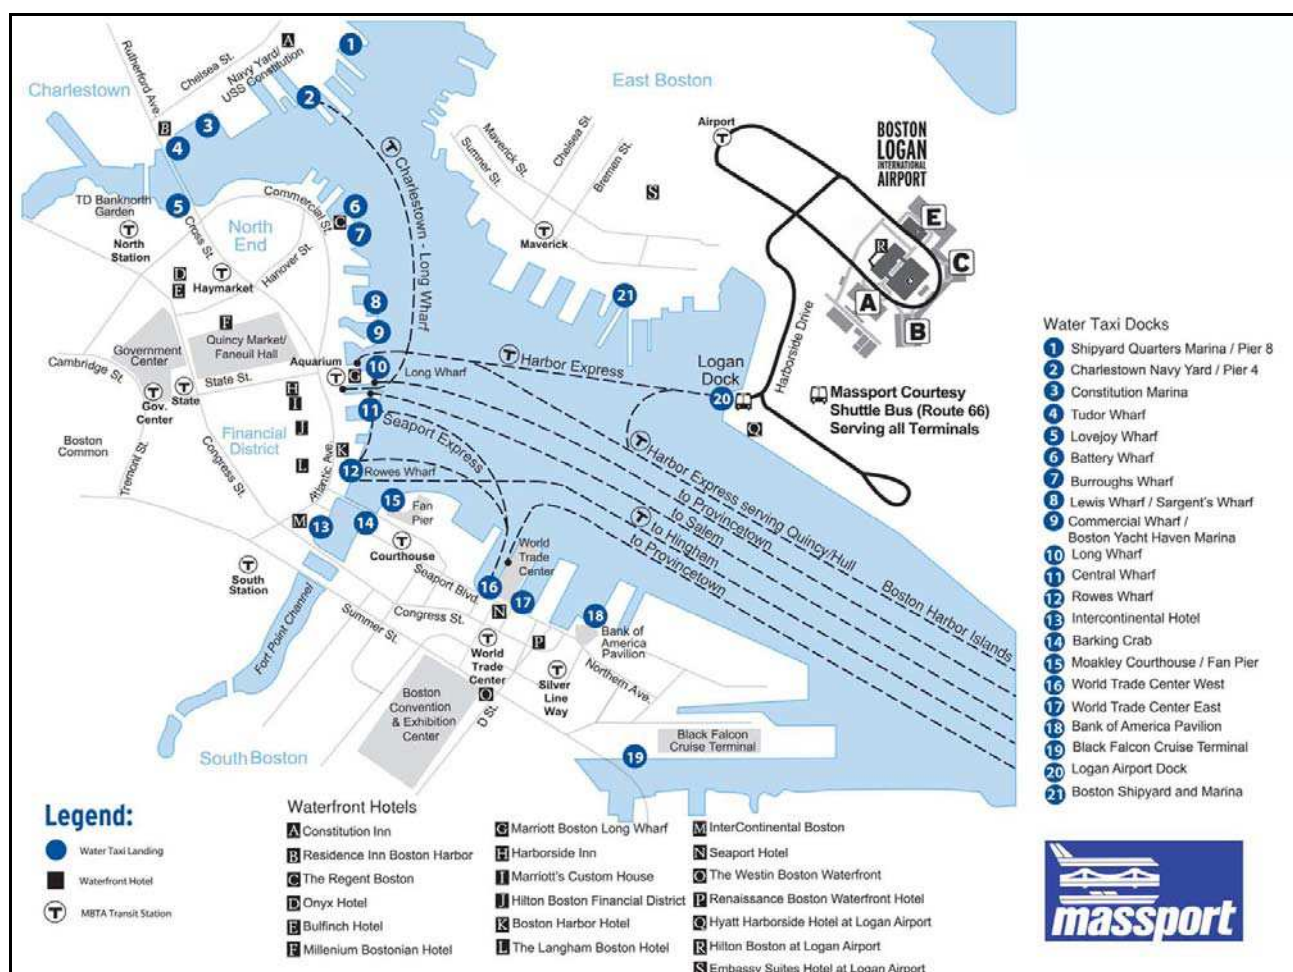 Charlestown
Rutherford Ave.
Chelsea St.
Navy Yard/
USS Constitution
A
1
2
3
B
4
East Boston
Maverick St.
Sumner St.
Chelsea St.
Bremen St.
S
T
Maverick
Airport
T
BOSTON
LOGAN
INTERNATIONAL
AIRPORT
E
R
C
A
B
T
Charlestown - Long Wharf
TD Banknorth
Garden
5
T
North
Station
Commercial St.
6
C
7
North
End
Cross St.
Hanover St.
D
E
T
Haymarket
8
21
F
9
Government
Center
Quincy Market/
Faneuil Hall
Aquarium
T
G
10
Long Wharf
T
Harbor Express
Logan
Dock
20
Harborside Drive
Massport Courtesy
Shuttle Bus (Route 66)
Serving all Terminals
Q
Cambridge St.
T
Gov.
Center
T
State
State St.
H
I
J
11
Seaport Express
Boston
Common
Tremont St.
Financial
District
Congress St.
K
L
Atlantic Ave.
12
Rowes Wharf
T
Harbor Express serving Quincy/Hull
to Provincetown
to Salem
T
to Hingham
to Provincetown
Boston Harbor Islands
15
Fan
Pier
M
13
14
T
Courthouse
World
Trade
Center
T
South
Station
Seaport Blvd.
16
17
18
Congress St.
N
Summer St.
Fort Point Channel
T
World
Trade
Center
P
Bank of
America
Pavilion
T
Silver
Line
Way
Northern Ave.
Boston
Convention
& Exhibition
Center
O
D St.
Black Falcon
Cruise Terminal
19
South Boston
Water Taxi Docks
1 Shipyard Quarters Marina / Pier 8
2 Charlestown Navy Yard / Pier 4
3 Constitution Marina
4 Tudor Wharf
5 Lovejoy Wharf
6 Battery Wharf
7 Burroughs Wharf
8 Lewis Wharf / Sargent's Wharf
9 Commercial Wharf /
Boston Yacht Haven Marina
10 Long Wharf
11 Central Wharf
12 Rowes Wharf
13 Intercontinental Hotel
14 Barking Crab
15 Moakley Courthouse / Fan Pier
16 World Trade Center West
17 World Trade Center East
18 Bank of America Pavilion
19 Black Falcon Cruise Terminal
20 Logan Airport Dock
21 Boston Shipyard and Marina
Legend:
Water Taxi Landing
Waterfront Hotel
T MBTA Transit Station
Waterfront Hotels
A Constitution Inn
B Residence Inn Boston Harbor
C The Regent Boston
D Onyx Hotel
E Bulfinch Hotel
F Millenium Bostonian Hotel
G Marriott Boston Long Wharf
H Harborside Inn
I Marriott's Custom House
J Hilton Boston Financial District
K Boston Harbor Hotel
L The Langham Boston Hotel
M InterContinental Boston
N Seaport Hotel
O The Westin Boston Waterfront
P Renaissance Boston Waterfront Hotel
Q Hyatt Harborside Hotel at Logan Airport
R Hilton Boston at Logan Airport
S Embassy Suites Hotel at Logan Airport
massport